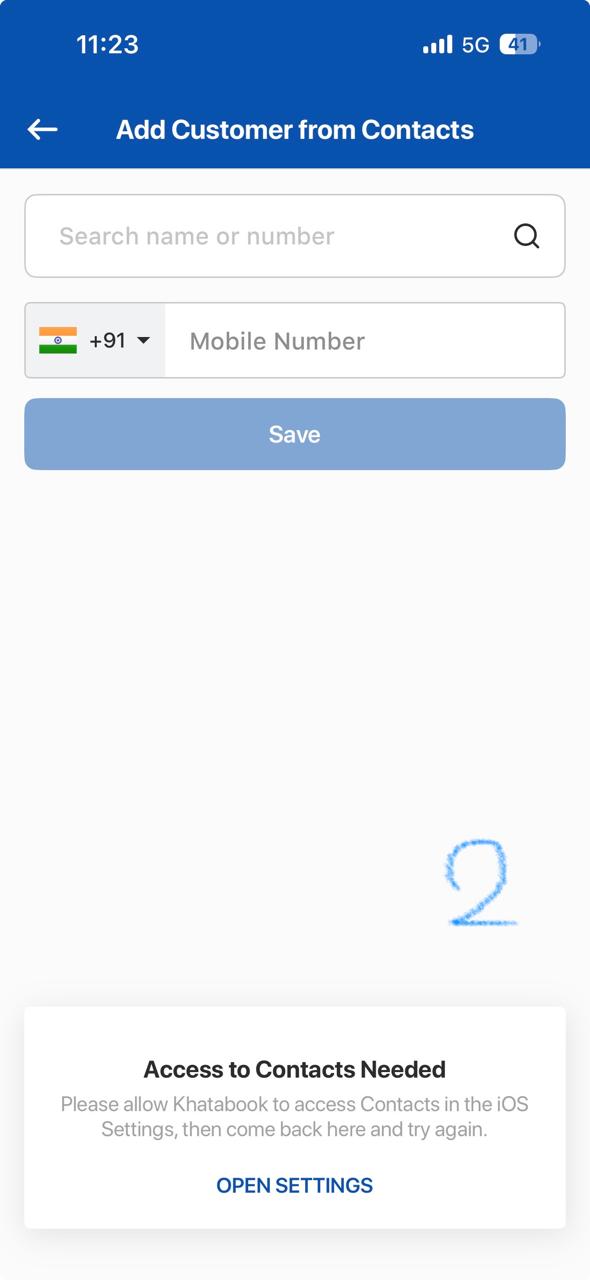 11:23
5G 41
Add Customer from Contacts
Search name or number
+91 Mobile Number
Save
2
Access to Contacts Needed
Please allow Khatabook to access Contacts in the iOS
Settings, then come back here and try again.
OPEN SETTINGS